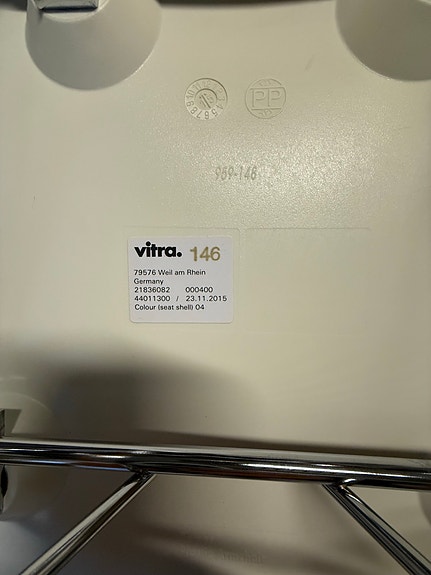 PP
969-146
vitra. 146
79576 Weil am Rhein
Germany
21836082 000400
44011300 / 23.11.2015
Colour (seat shell) 04